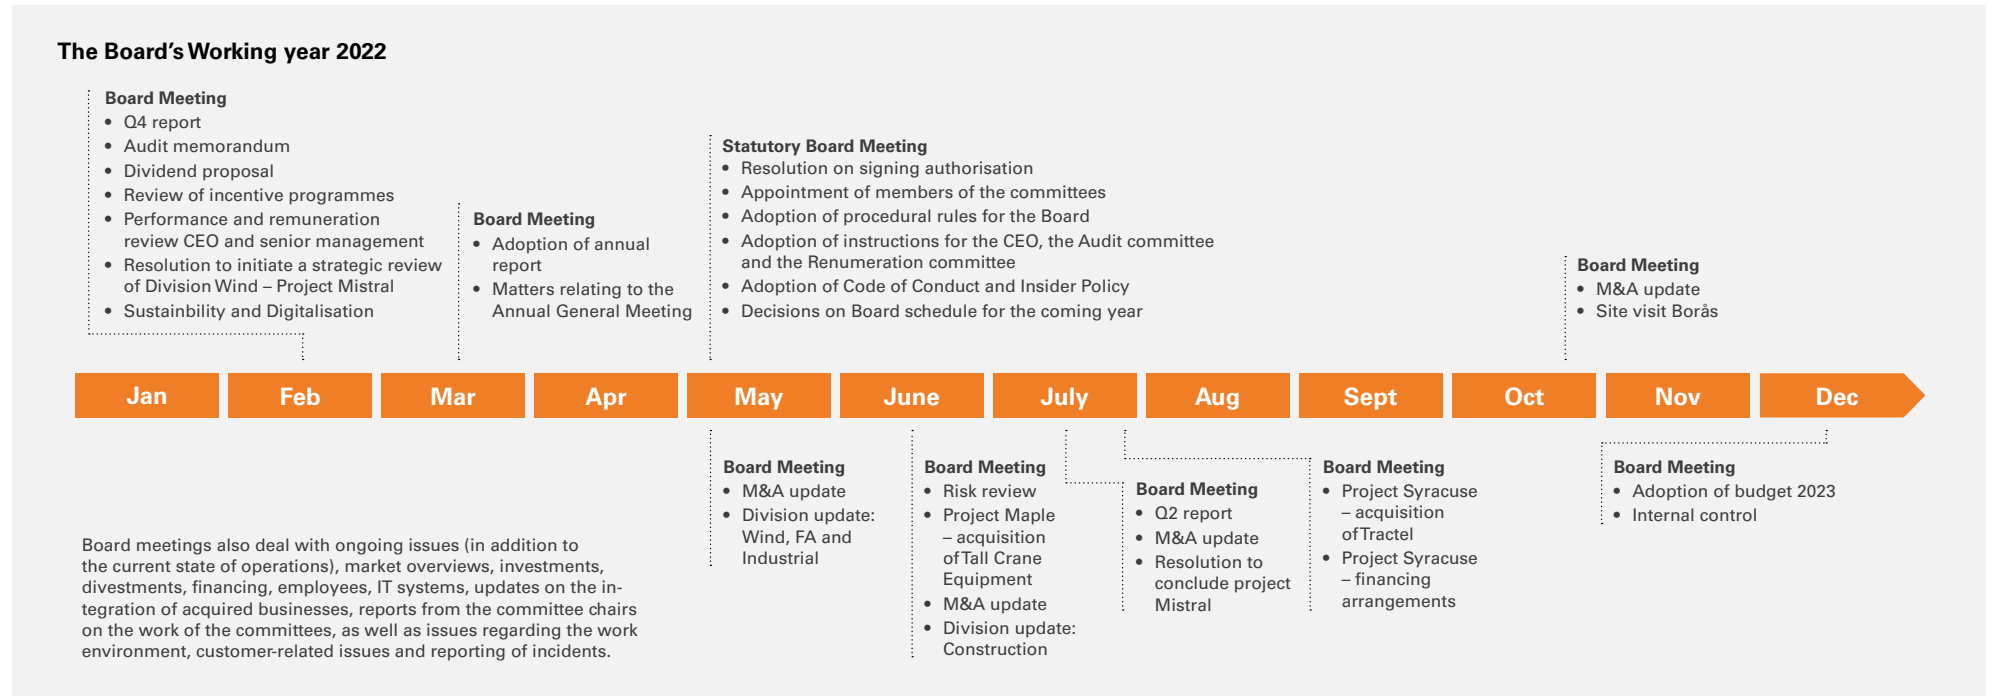 The Board's Working year 2022
Board Meeting
• Q4 report
• Audit memorandum
• Dividend proposal
• Review of incentive programmes
• Performance and remuneration
review CEO and senior management
• Resolution to initiate a strategic review
of Division Wind – Project Mistral
• Sustainbility and Digitalisation
Board Meeting
• Adoption of annual
report
• Matters relating to the
Annual General Meeting
Statutory Board Meeting
• Resolution on signing authorisation
• Appointment of members of the committees
• Adoption of procedural rules for the Board
• Adoption of instructions for the CEO, the Audit committee
and the Renumeration committee
• Adoption of Code of Conduct and Insider Policy
• Decisions on Board schedule for the coming year
Board Meeting
• M&A update
• Site visit Borås
Jan
Feb
Mar
Apr
May
June
July
Aug
Sept
Oct
Nov
Dec
Board Meeting
• M&A update
• Division update:
Wind, FA and
Industrial
Board Meeting
• Risk review
• Project Maple
– acquisition
of Tall Crane
Equipment
• M&A update
• Division update:
Construction
Board Meeting
• Q2 report
• M&A update
• Resolution to
conclude project
Mistral
Board Meeting
• Project Syracuse
– acquisition
of Tractel
• Project Syracuse
– financing
arrangements
Board Meeting
• Adoption of budget 2023
• Internal control
Board meetings also deal with ongoing issues (in addition to
the current state of operations), market overviews, investments,
divestments, financing, employees, IT systems, updates on the in-
tegration of acquired businesses, reports from the committee chairs
on the work of the committees, as well as issues regarding the work
environment, customer-related issues and reporting of incidents.